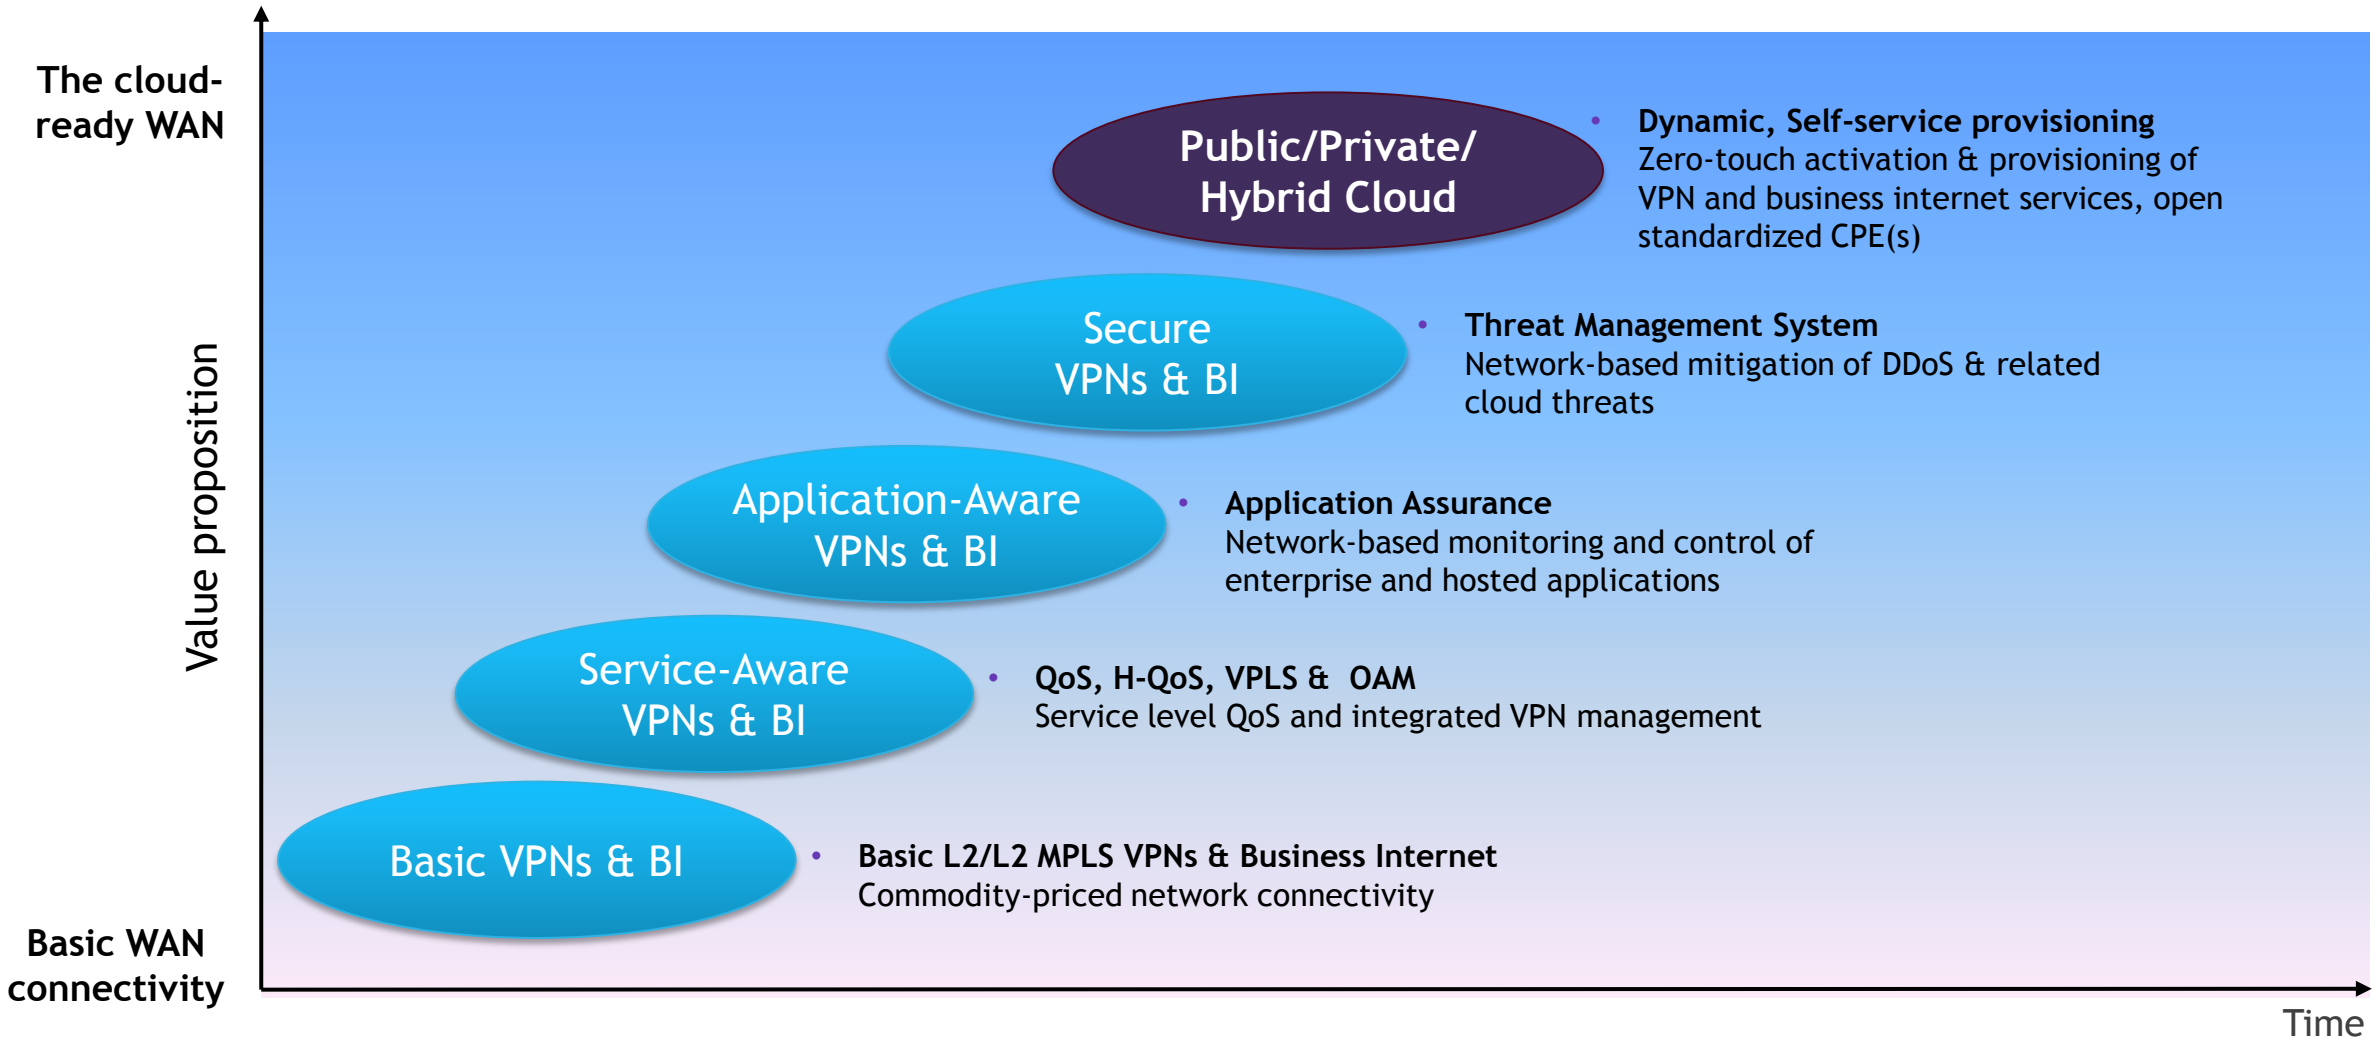 The cloud-
ready WAN
Public/Private/
Hybrid Cloud
• Dynamic, Self-service provisioning
Zero-touch activation & provisioning of
VPN and business internet services, open
standardized CPE(s)
Secure
VPNs & BI
• Threat Management System
Network-based mitigation of DDoS & related
cloud threats
Value proposition
Application-Aware
VPNs & BI
• Application Assurance
Network-based monitoring and control of
enterprise and hosted applications
Service-Aware
VPNs & BI
• QoS, H-QoS, VPLS & OAM
Service level QoS and integrated VPN management
Basic VPNs & BI
• Basic L2/L2 MPLS VPNs & Business Internet
Commodity-priced network connectivity
Basic WAN
connectivity
Time